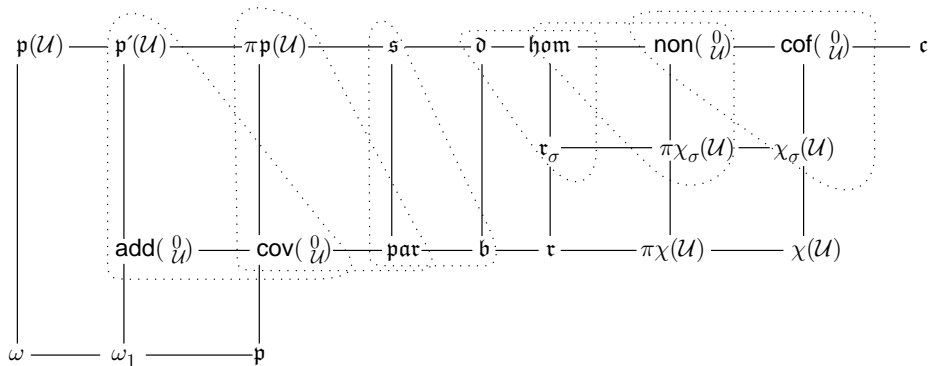 𝔭(𝒰) 𝔭′(𝒰) π𝔭(𝒰) 𝔰 𝔡 𝔥𝔬𝔪 non(⁰𝒰) cof(⁰𝒰) 𝔠
𝔯σ πχσ(𝒰) χσ(𝒰)
add(⁰𝒰) cov(⁰𝒰) 𝔭𝔞𝔯 𝔟 𝔯 πχ(𝒰) χ(𝒰)
ω ω₁ 𝔭